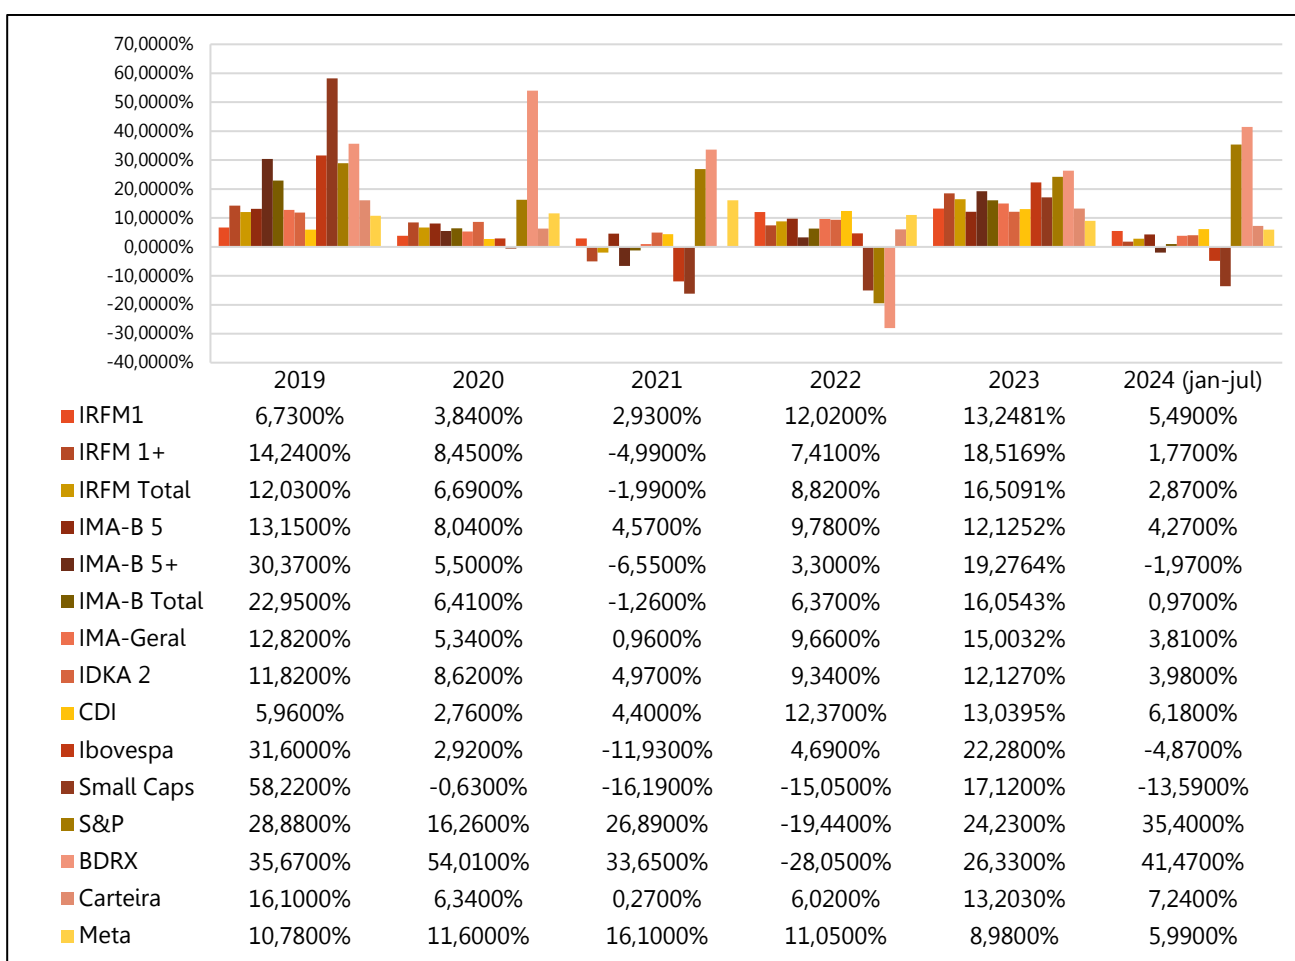 70,0000%
60,0000%
50,0000%
40,0000%
30,0000%
20,0000%
10,0000%
0,0000%
-10,0000%
-20,0000%
-30,0000%
-40,0000%
2019 2020 2021 2022 2023 2024 (jan-jul)
IRFM1 6,7300% 3,8400% 2,9300% 12,0200% 13,2481% 5,4900%
IRFM 1+ 14,2400% 8,4500% -4,9900% 7,4100% 18,5169% 1,7700%
IRFM Total 12,0300% 6,6900% -1,9900% 8,8200% 16,5091% 2,8700%
IMA-B 5 13,1500% 8,0400% 4,5700% 9,7800% 12,1252% 4,2700%
IMA-B 5+ 30,3700% 5,5000% -6,5500% 3,3000% 19,2764% -1,9700%
IMA-B Total 22,9500% 6,4100% -1,2600% 6,3700% 16,0543% 0,9700%
IMA-Geral 12,8200% 5,3400% 0,9600% 9,6600% 15,0032% 3,8100%
IDKA 2 11,8200% 8,6200% 4,9700% 9,3400% 12,1270% 3,9800%
CDI 5,9600% 2,7600% 4,4000% 12,3700% 13,0395% 6,1800%
Ibovespa 31,6000% 2,9200% -11,9300% 4,6900% 22,2800% -4,8700%
Small Caps 58,2200% -0,6300% -16,1900% -15,0500% 17,1200% -13,5900%
S&P 28,8800% 16,2600% 26,8900% -19,4400% 24,2300% 35,4000%
BDRX 35,6700% 54,0100% 33,6500% -28,0500% 26,3300% 41,4700%
Carteira 16,1000% 6,3400% 0,2700% 6,0200% 13,2030% 7,2400%
Meta 10,7800% 11,6000% 16,1000% 11,0500% 8,9800% 5,9900%